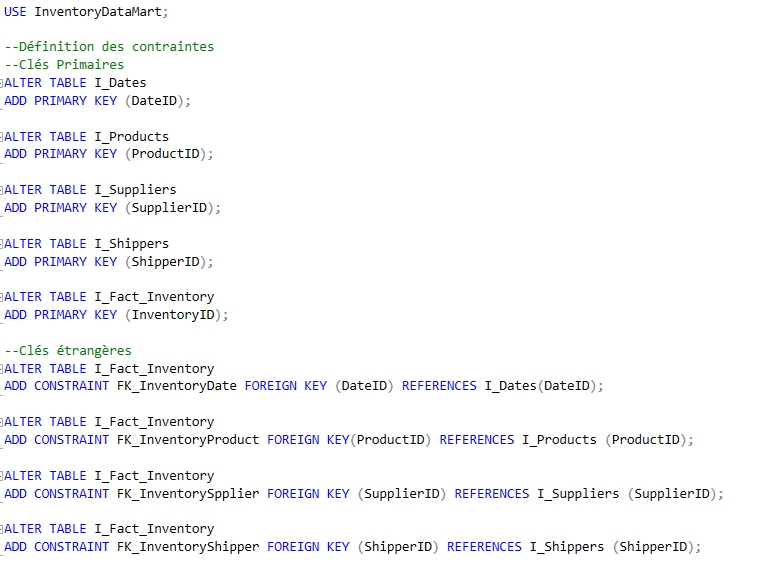 USE InventoryDataMart;
--Définition des contraintes
--Clés Primaires
ALTER TABLE I_Dates
ADD PRIMARY KEY (DateID);
ALTER TABLE I_Products
ADD PRIMARY KEY (ProductID);
ALTER TABLE I_Suppliers
ADD PRIMARY KEY (SupplierID);
ALTER TABLE I_Shippers
ADD PRIMARY KEY (ShipperID);
ALTER TABLE I_Fact_Inventory
ADD PRIMARY KEY (InventoryID);
--Clés étrangères
ALTER TABLE I_Fact_Inventory
ADD CONSTRAINT FK_InventoryDate FOREIGN KEY (DateID) REFERENCES I_Dates(DateID);
ALTER TABLE I_Fact_Inventory
ADD CONSTRAINT FK_InventoryProduct FOREIGN KEY(ProductID) REFERENCES I_Products (ProductID);
ALTER TABLE I_Fact_Inventory
ADD CONSTRAINT FK_InventorySpplier FOREIGN KEY (SupplierID) REFERENCES I_Suppliers (SupplierID);
ALTER TABLE I_Fact_Inventory
ADD CONSTRAINT FK_InventoryShipper FOREIGN KEY (ShipperID) REFERENCES I_Shippers (ShipperID);